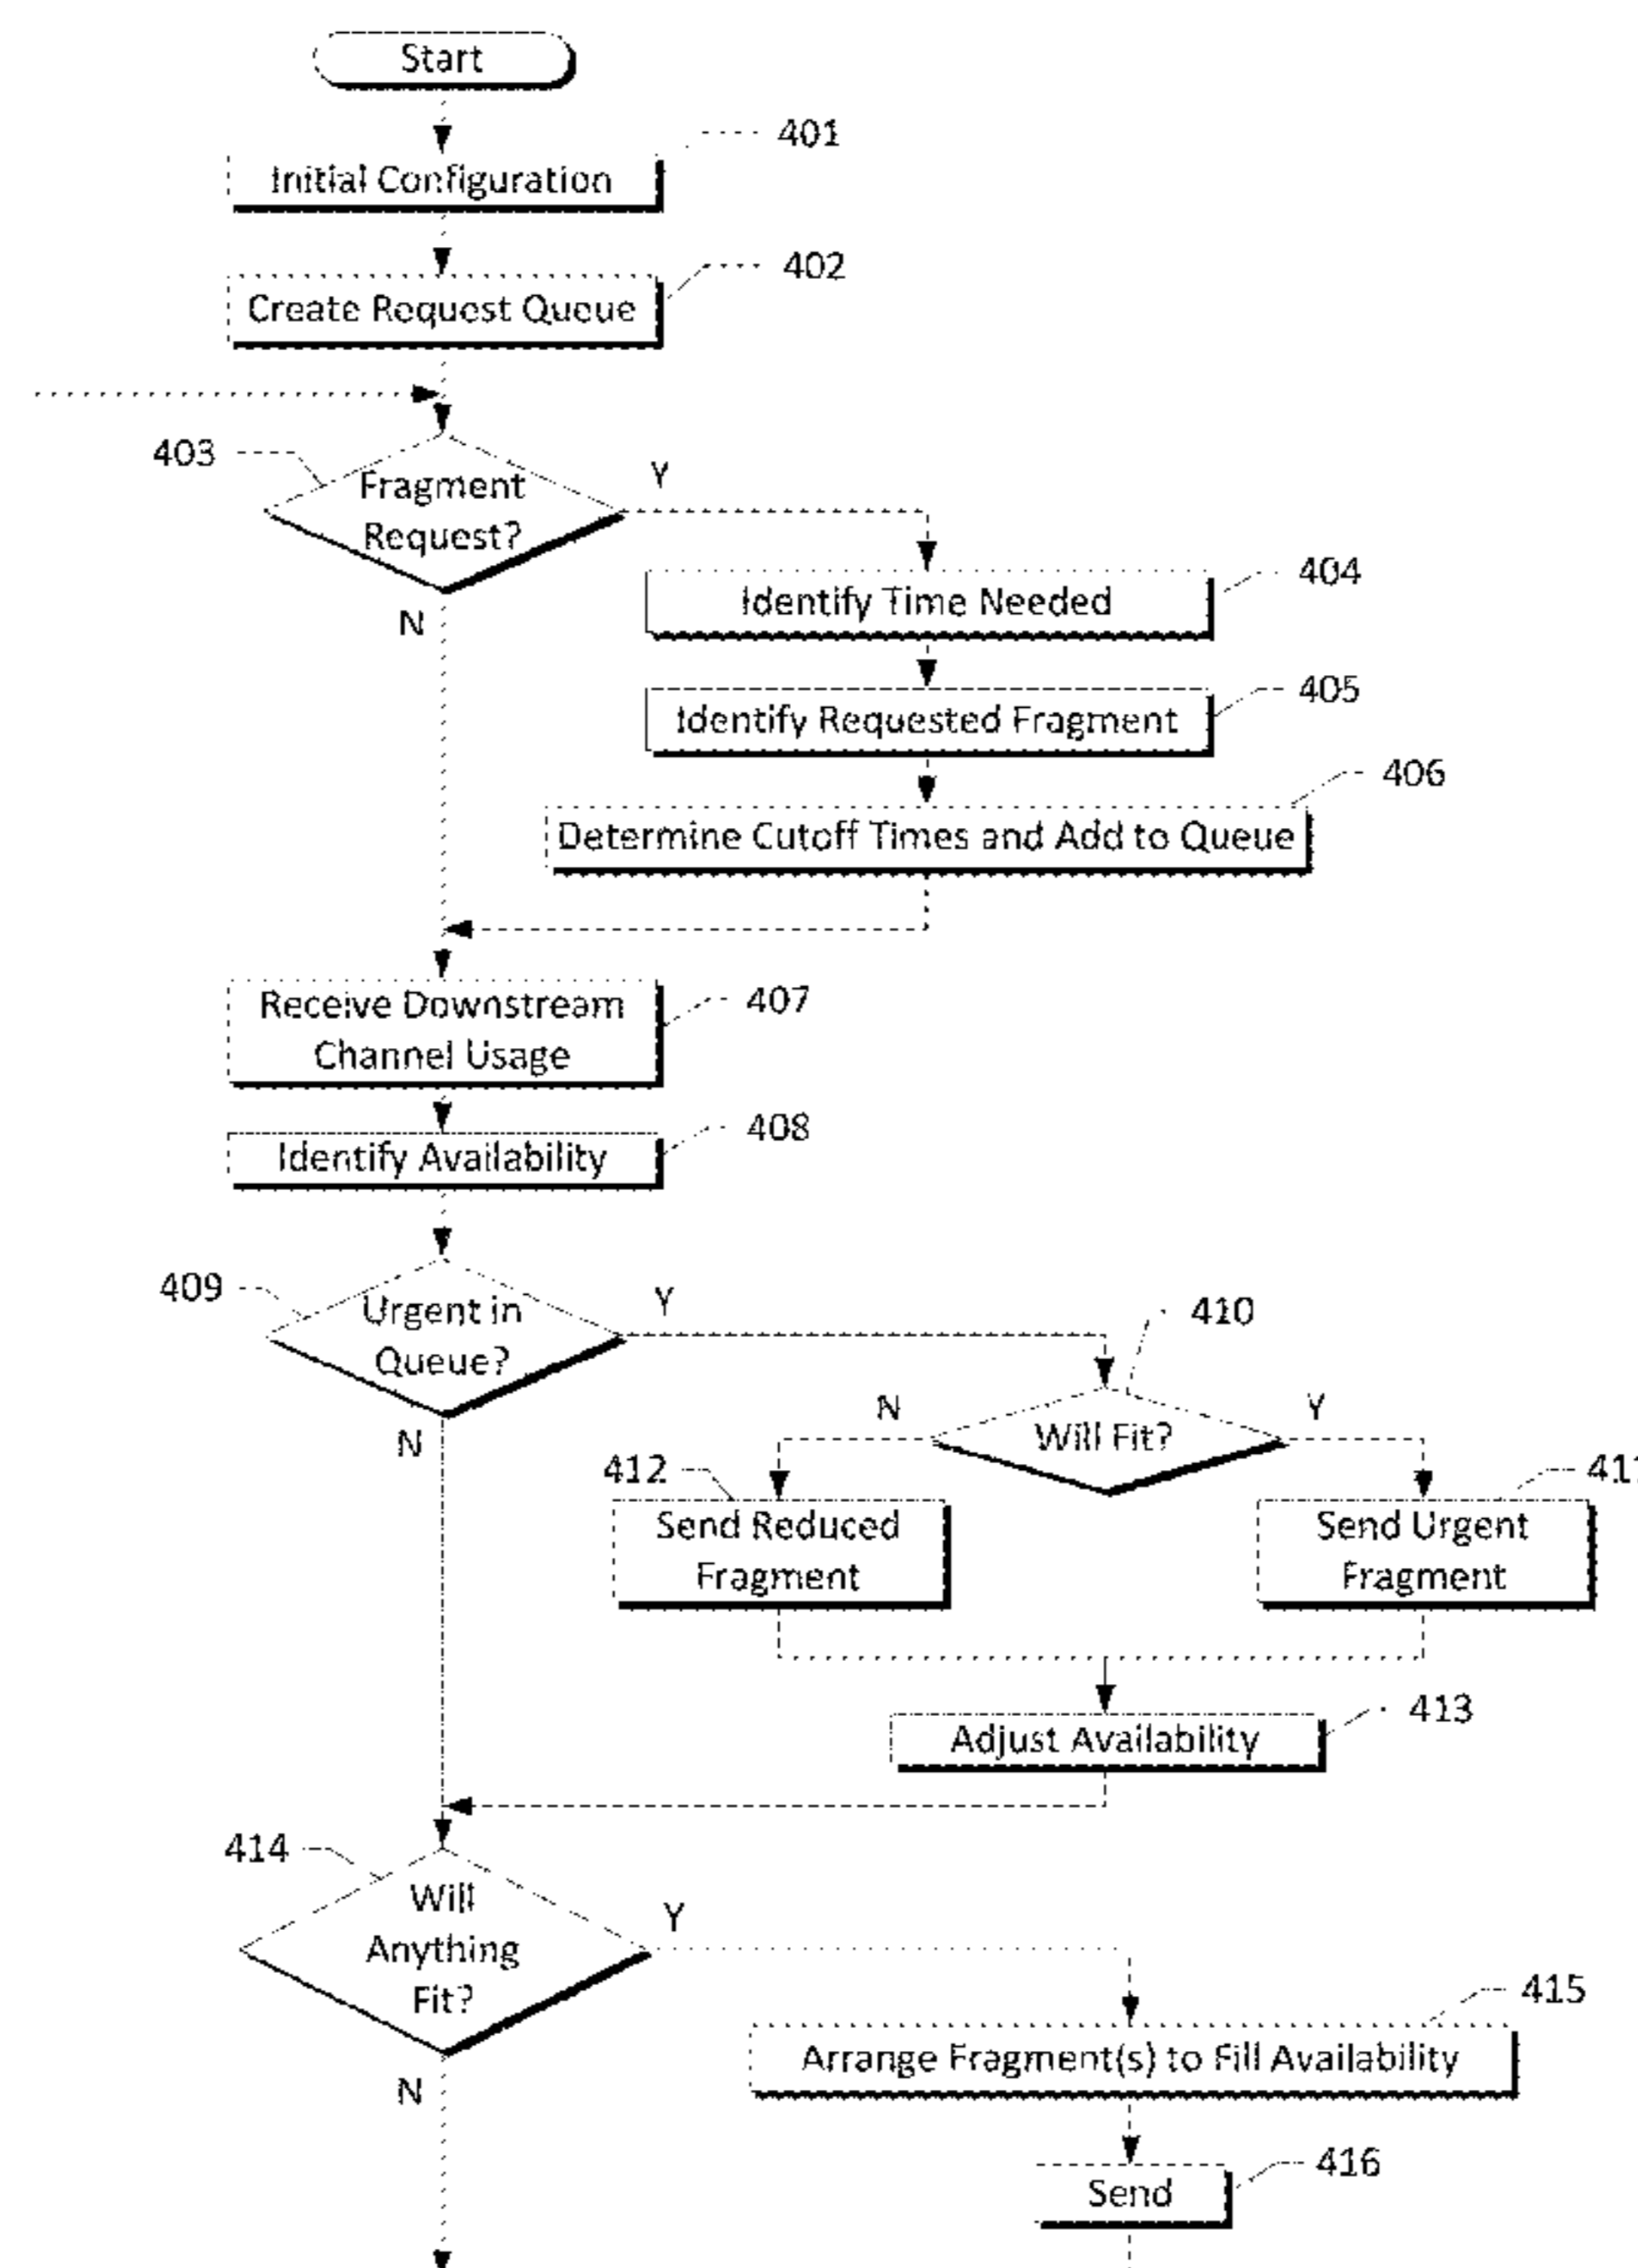 Start
401
Initial Configuration
402
Create Request Queue
403
Fragment
Request?
Y
N
404
Identify Time Needed
405
Identify Requested Fragment
406
Determine Cutoff Times and Add to Queue
Receive Downstream
Channel Usage
407
408
Identify Availability
409
Urgent in
Queue?
Y
N
410
Will Fit?
N
Y
412
Send Reduced
Fragment
Send Urgent
Fragment
413
Adjust Availability
414
Will
Anything
Fit?
Y
N
415
Arrange Fragment(s) to Fill Availability
416
Send